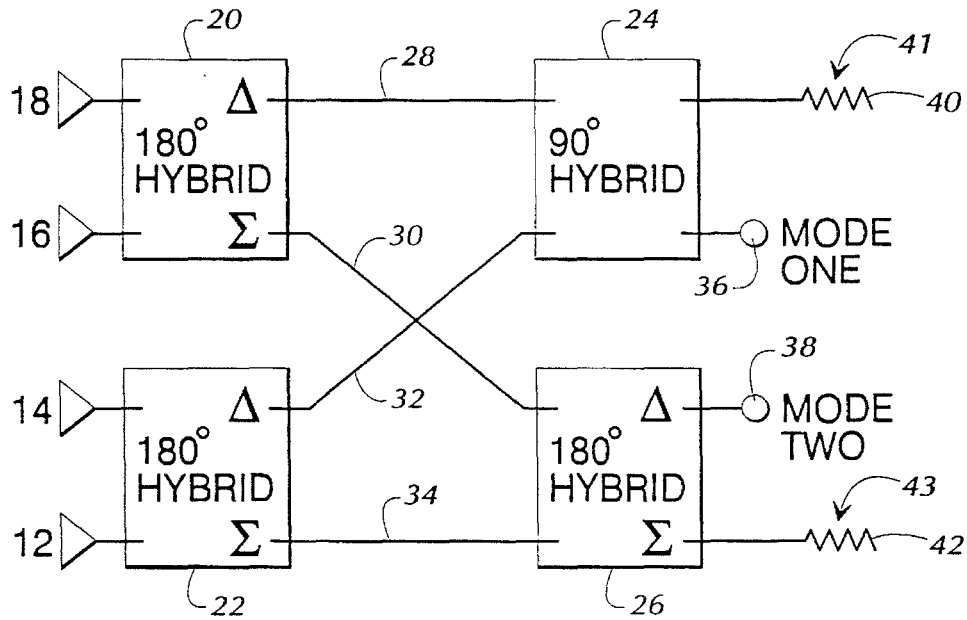 20
24
41
28
18
Δ
40
180°
HYBRID
90°
HYBRID
16
Σ
30
MODE
ONE
36
38
14
Δ
32
Δ
MODE
TWO
180°
HYBRID
180°
HYBRID
34
43
12
Σ
Σ
42
22
26